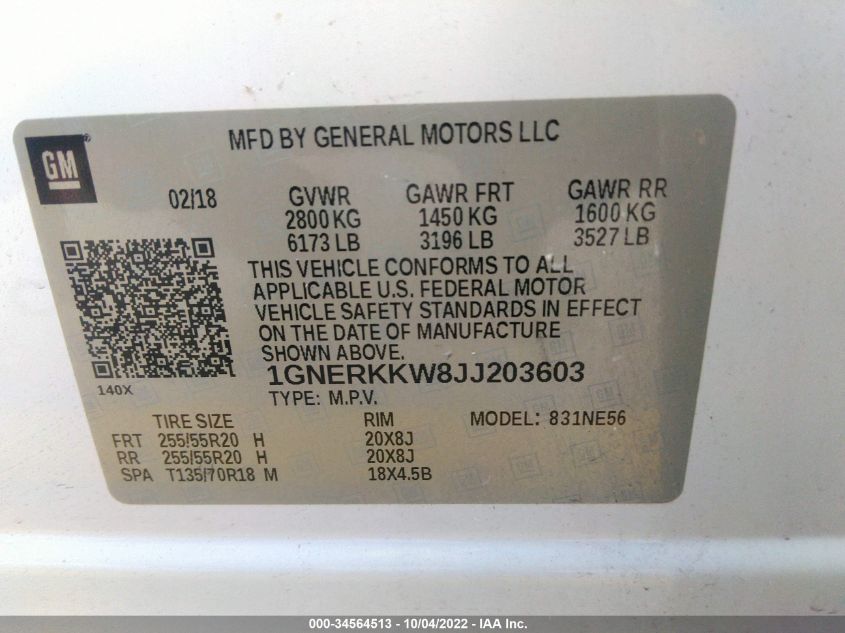 GM
MFD BY GENERAL MOTORS LLC
02/18 GVWR GAWR FRT GAWR RR
2800 KG 1450 KG 1600 KG
6173 LB 3196 LB 3527 LB
THIS VEHICLE CONFORMS TO ALL
APPLICABLE U.S. FEDERAL MOTOR
VEHICLE SAFETY STANDARDS IN EFFECT
ON THE DATE OF MANUFACTURE
SHOWN ABOVE.
1GNERKKW8JJ203603
140X
TYPE: M.P.V.
TIRE SIZE RIM MODEL: 831NE56
FRT 255/55R20 H 20X8J
RR 255/55R20 H 20X8J
SPA T135/70R18 M 18X4.5B
000-34564513 - 10/04/2022 - IAA Inc.